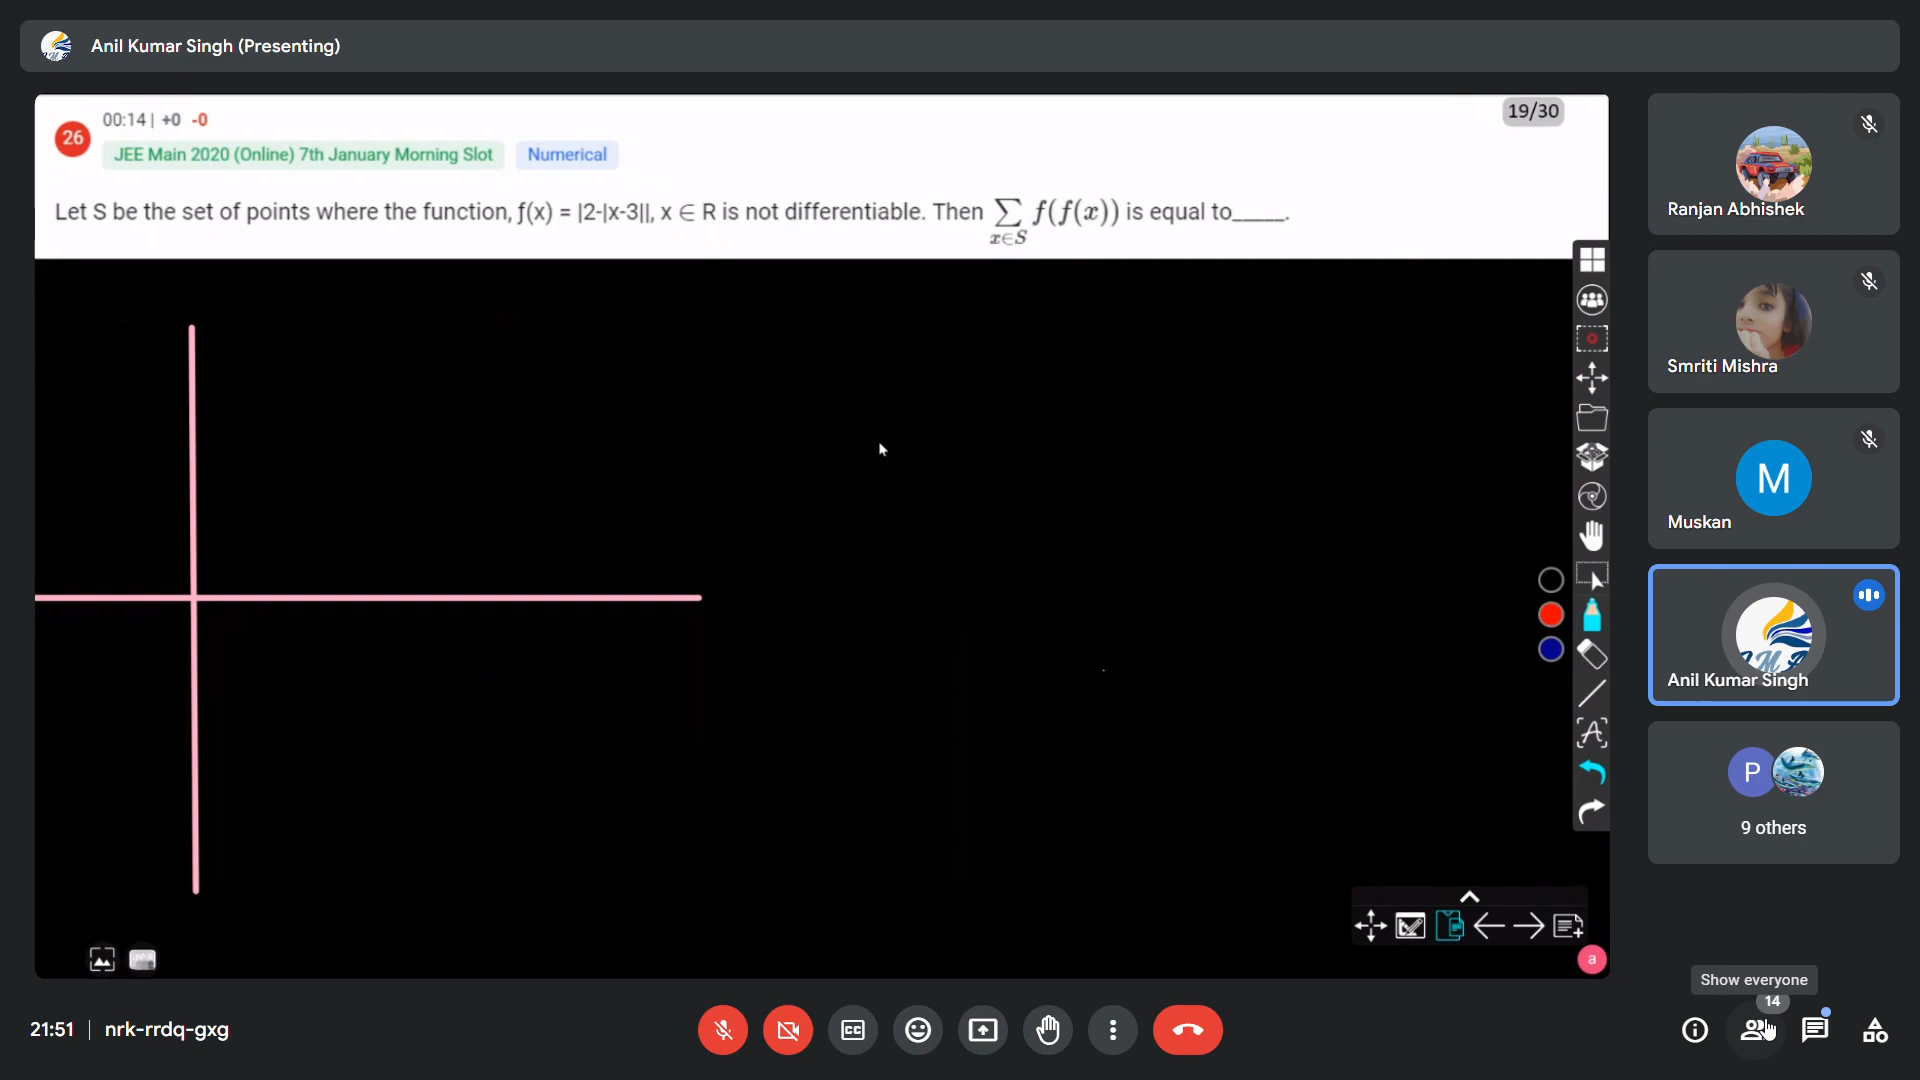 Anil Kumar Singh (Presenting)
26
00:14 | +0 -0
19/30
JEE Main 2020 (Online) 7th January Morning Slot
Numerical
Let S be the set of points where the function, ƒ(x) = |2-|x-3||, x ∈ R is not differentiable. Then ∑ f(f(x)) is equal to_____.
x∈S
Ranjan Abhishek
Smriti Mishra
M
Muskan
Anil Kumar Singh
P
9 others
a
Show everyone
14
21:51 | nrk-rrdq-gxg
CC